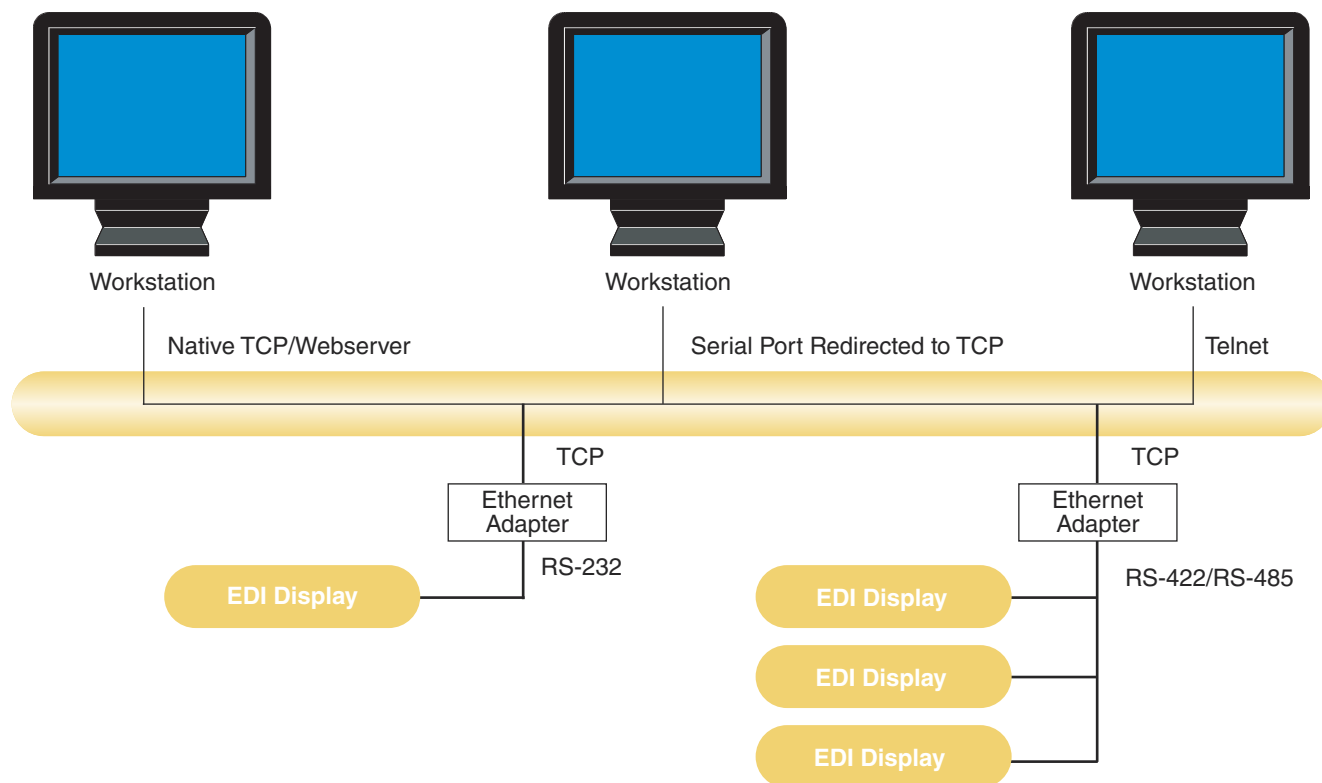 Workstation
Workstation
Workstation
Native TCP/Webserver
Serial Port Redirected to TCP
Telnet
TCP
TCP
Ethernet
Adapter
Ethernet
Adapter
RS-232
RS-422/RS-485
EDI Display
EDI Display
EDI Display
EDI Display